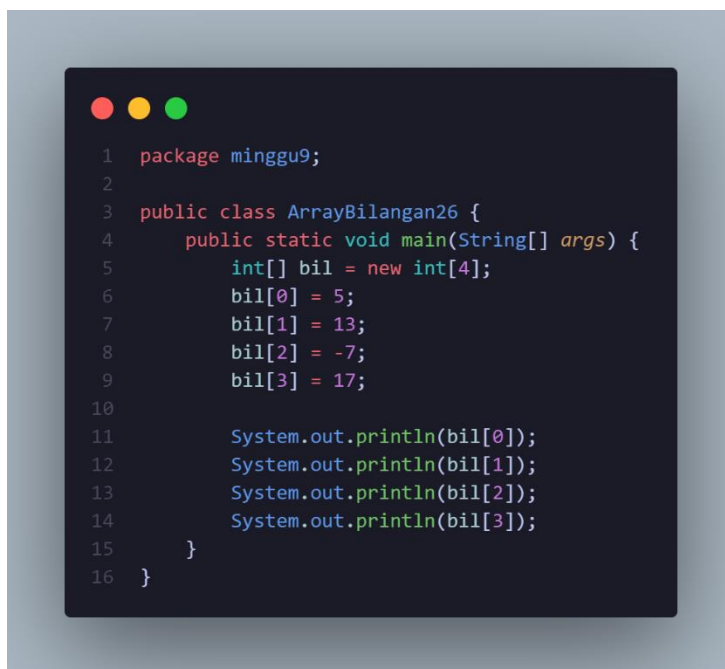 1 package minggu9;
2
3 public class ArrayBilangan26 {
4     public static void main(String[] args) {
5         int[] bil = new int[4];
6         bil[0] = 5;
7         bil[1] = 13;
8         bil[2] = -7;
9         bil[3] = 17;
10
11         System.out.println(bil[0]);
12         System.out.println(bil[1]);
13         System.out.println(bil[2]);
14         System.out.println(bil[3]);
15     }
16 }